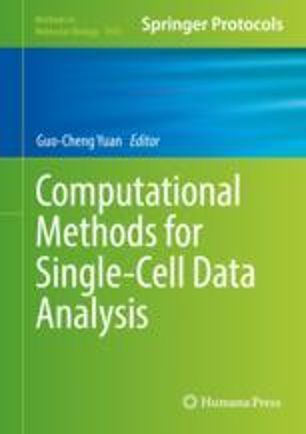 Methods in
Molecular Biology
Springer Protocols
Guo-Cheng Yuan Editor
Computational
Methods for
Single-Cell Data
Analysis
Humana Press